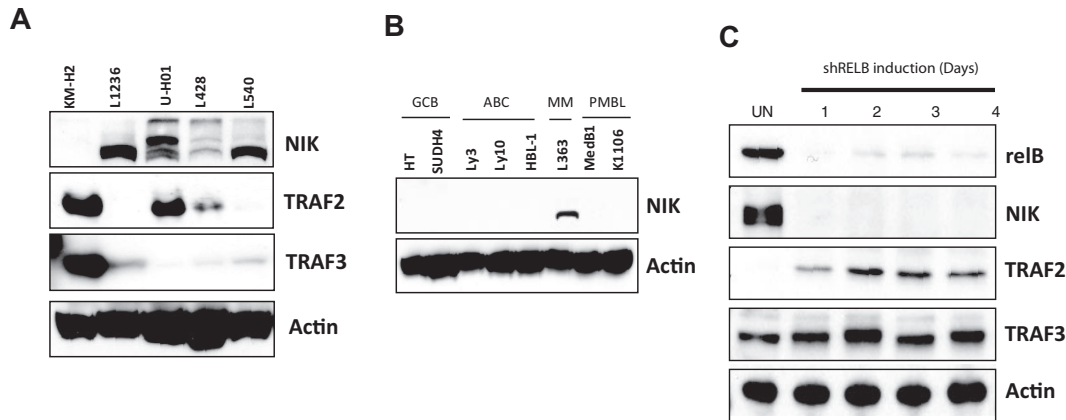 A
KM-H2 L1236 U-H01 L428 L540
NIK
TRAF2
TRAF3
Actin
B
GCB ABC MM PMBL
HT SUDH4 Ly3 Ly10 HBL-1 L363 MedB1 K1106
NIK
Actin
C
shRELB induction (Days)
UN 1 2 3 4
relB
NIK
TRAF2
TRAF3
Actin